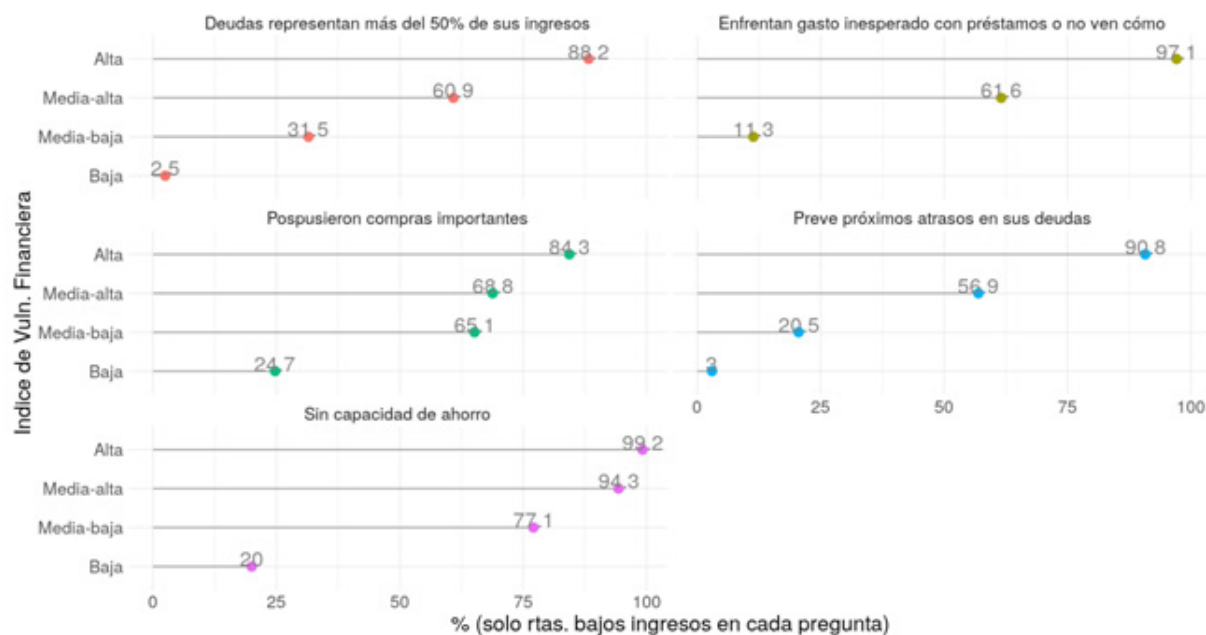 Deudas representan más del 50% de sus ingresos
Alta
88.2
Media-alta
60.9
Media-baja
31.5
Baja
2.5
Enfrentan gasto inesperado con préstamos o no ven cómo
97.1
61.6
11.3
Indice de Vuln. Financiera
Pospusieron compras importantes
Alta
84.3
Media-alta
68.8
Media-baja
65.1
Baja
24.7
Preve próximos atrasos en sus deudas
90.8
56.9
20.5
3
0 25 50 75 100
Sin capacidad de ahorro
Alta
99.2
Media-alta
94.3
Media-baja
77.1
Baja
20
0 25 50 75 100
% (solo rtas. bajos ingresos en cada pregunta)